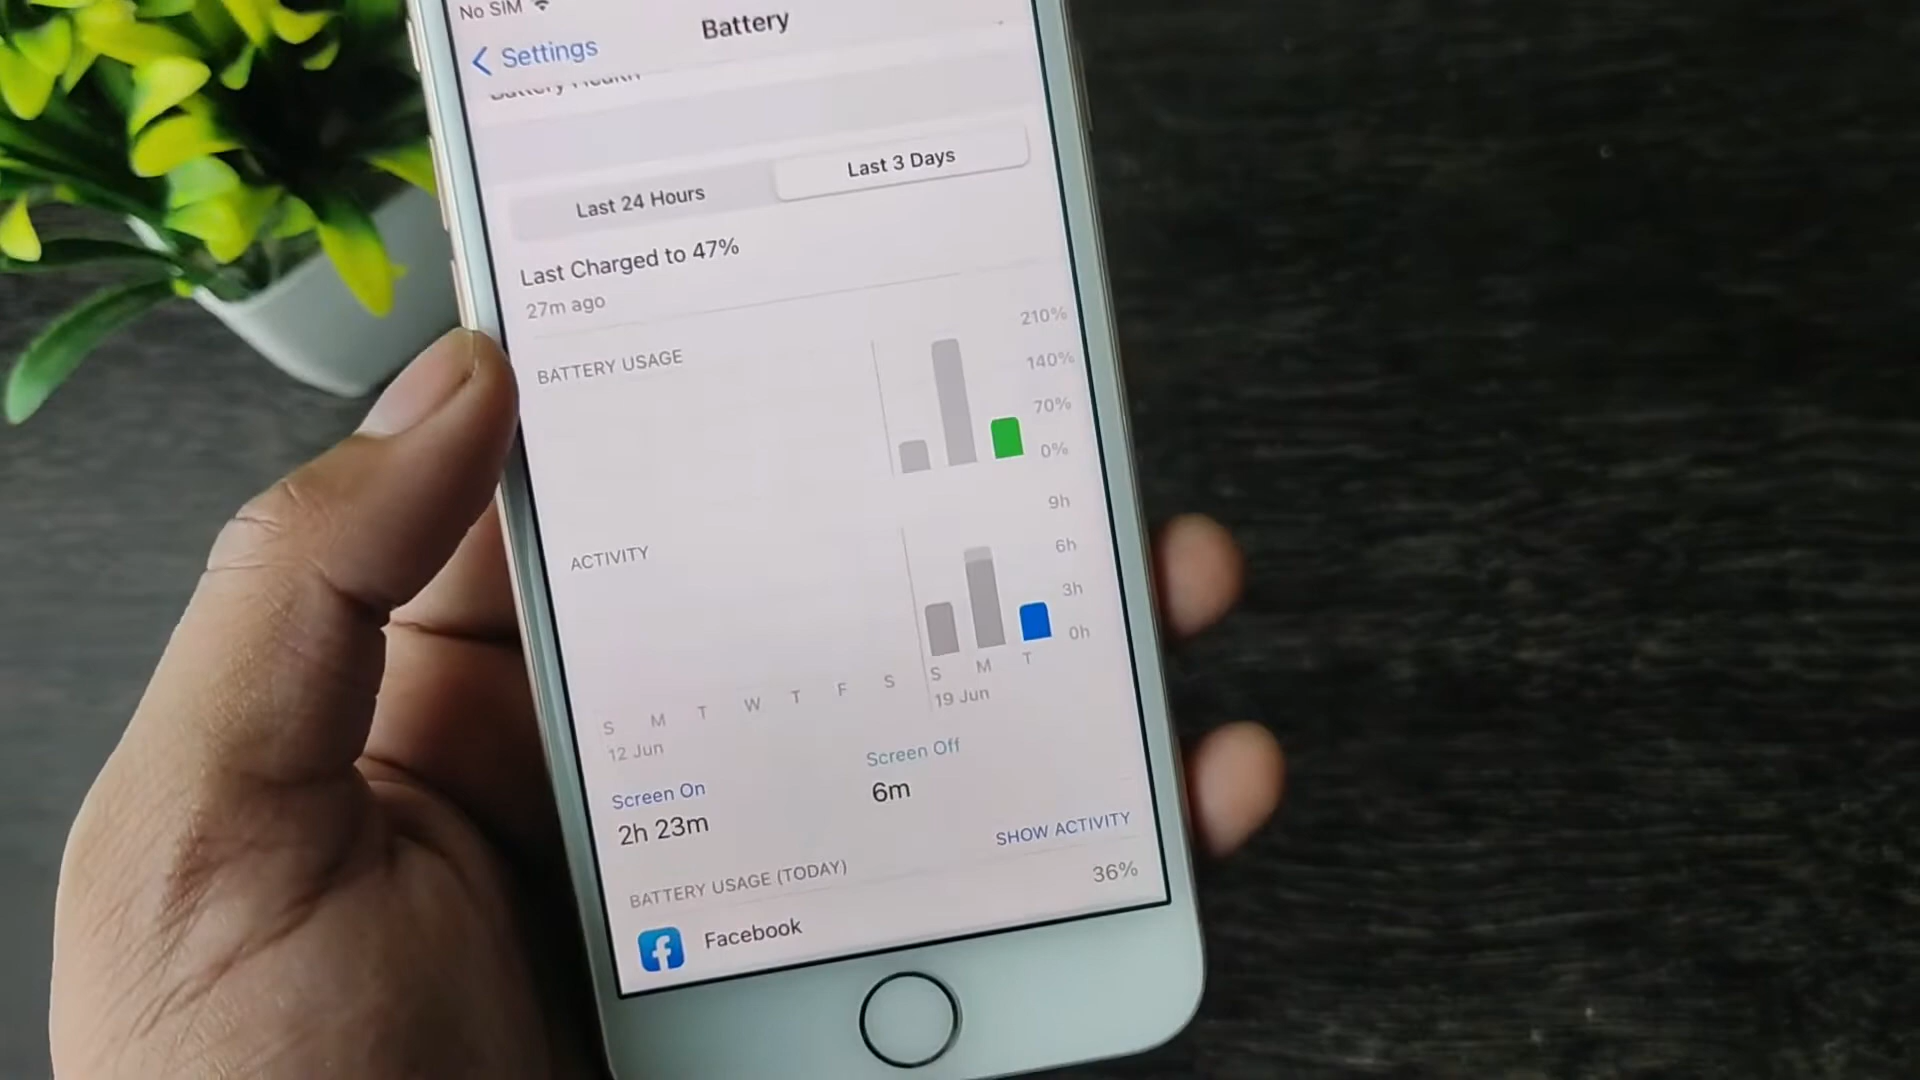 No SIM
Settings
Battery
Battery Health
Last 24 Hours
Last 3 Days
Last Charged to 47%
27m ago
BATTERY USAGE
210%
140%
70%
0%
ACTIVITY
9h
6h
3h
0h
S M T W T F S S M T
12 Jun
19 Jun
Screen On
2h 23m
Screen Off
6m
SHOW ACTIVITY
BATTERY USAGE (TODAY)
Facebook
36%